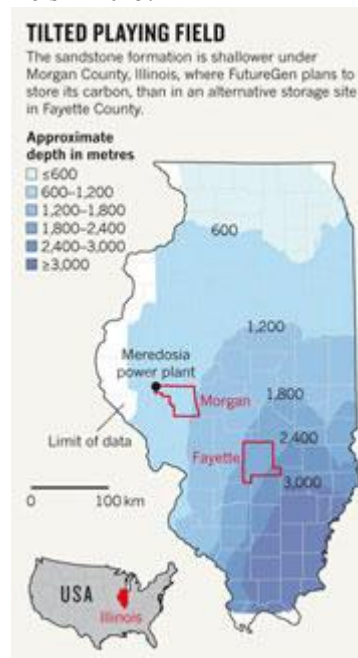 TILTED PLAYING FIELD
The sandstone formation is shallower under
Morgan County, Illinois, where FutureGen plans to
store its carbon, than in an alternative storage site
in Fayette County.
Approximate
depth in metres
≤600
600–1,200
1,200–1,800
1,800–2,400
2,400–3,000
≥3,000
600
1,200
Meredosia
power plant
1,800
Morgan
2,400
Limit of data
Fayette
3,000
0 100 km
USA
Illinois